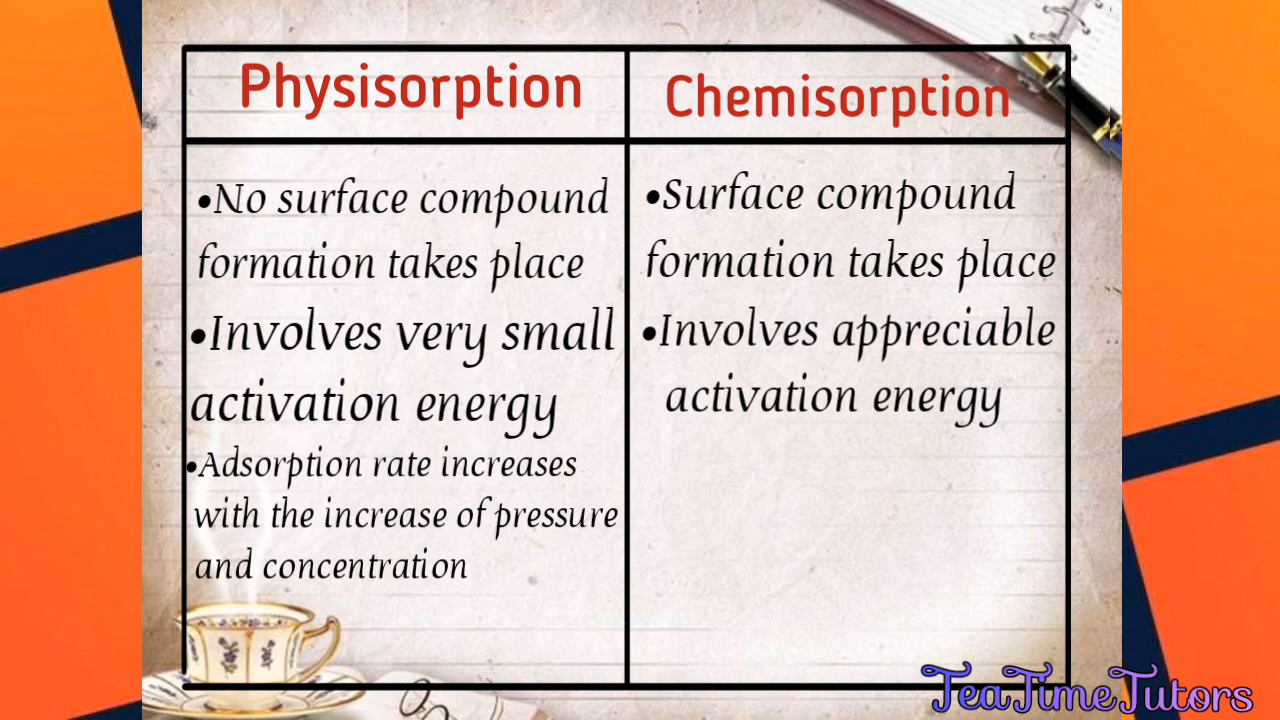 Physisorption
Chemisorption
•No surface compound
formation takes place
•Involves very small
activation energy
•Adsorption rate increases
with the increase of pressure
and concentration
•Surface compound
formation takes place
•Involves appreciable
activation energy
TeaTimeTutors